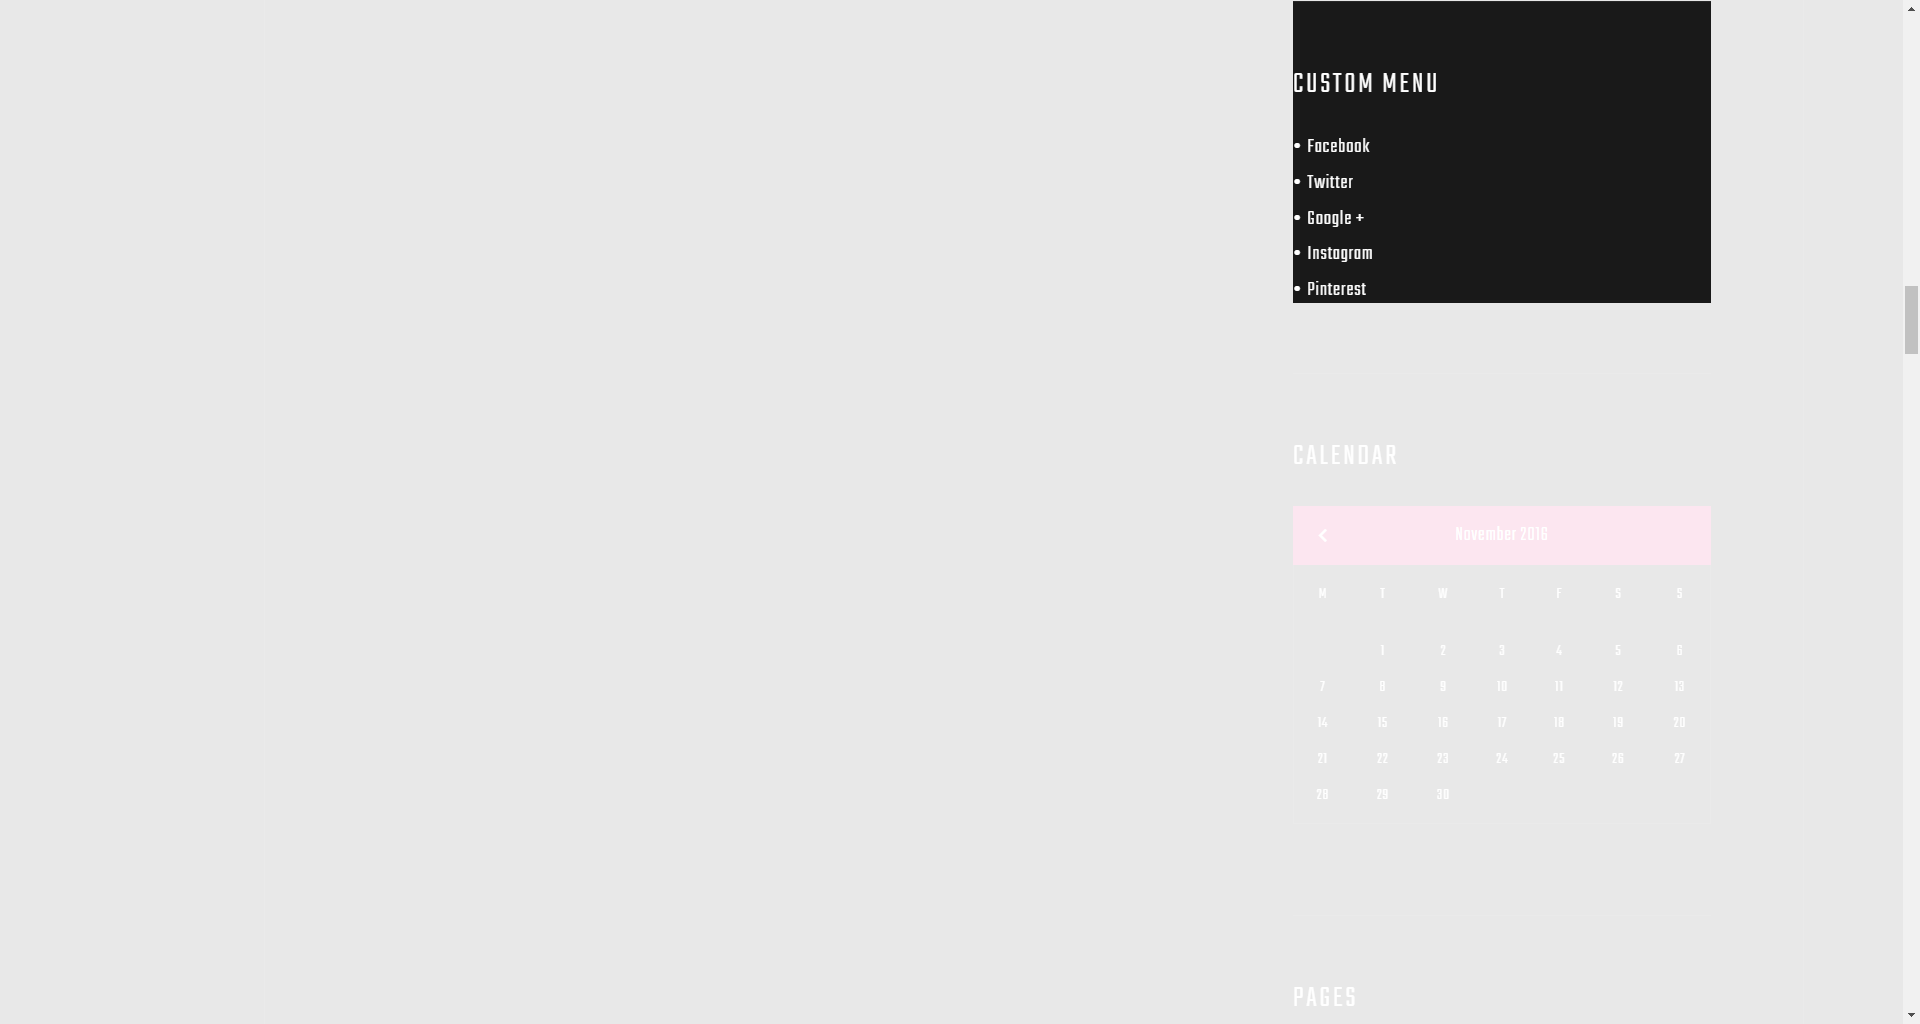 CUSTOM MENU
• Facebook
• Twitter
• Google +
• Instagram
• Pinterest
CALENDAR
November 2016
M T W T F S S
1 2 3 4 5 6
7 8 9 10 11 12 13
14 15 16 17 18 19 20
21 22 23 24 25 26 27
28 29 30
PAGES